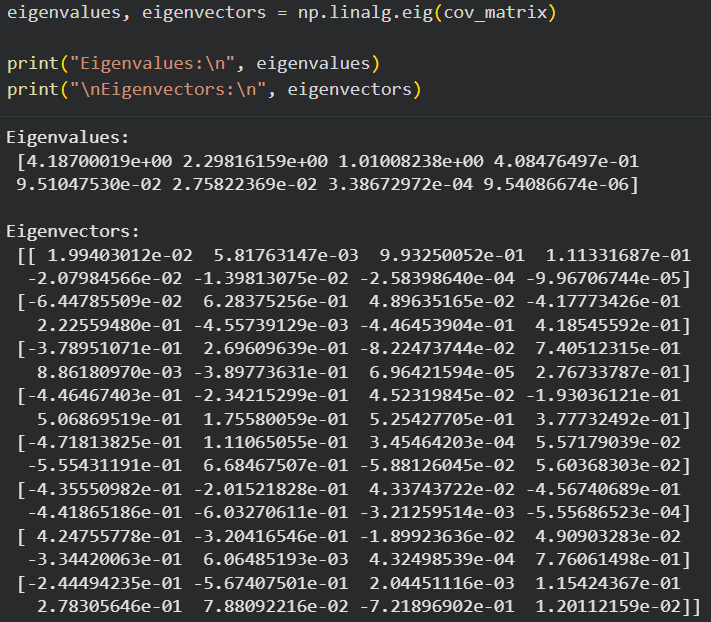 eigenvalues, eigenvectors = np.linalg.eig(cov_matrix)
print("Eigenvalues:\n", eigenvalues)
print("\nEigenvectors:\n", eigenvectors)
Eigenvalues:
[4.18700019e+00 2.29816159e+00 1.01008238e+00 4.08476497e-01
9.51047530e-02 2.75822369e-02 3.38672972e-04 9.54086674e-06]
Eigenvectors:
[[ 1.99403012e-02 5.81763147e-03 9.93250052e-01 1.11331687e-01
-2.07984566e-02 -1.39813075e-02 -2.58398640e-04 -9.96706744e-05]
[-6.44785509e-02 6.28375256e-01 4.89635165e-02 -4.17773426e-01
2.22559480e-01 -4.55739129e-03 -4.46453904e-01 4.18545592e-01]
[-3.78951071e-01 2.69609639e-01 -8.22473744e-02 7.40512315e-01
8.86180970e-03 -3.89773631e-01 6.96421594e-05 2.76733787e-01]
[-4.46467403e-01 -2.34215299e-01 4.52319845e-02 -1.93036121e-01
5.06869519e-01 1.75580059e-01 5.25427705e-01 3.77732492e-01]
[-4.71813825e-01 1.11065055e-01 3.45464203e-04 5.57179039e-02
-5.55431191e-01 6.68467507e-01 -5.88126045e-02 5.60368303e-02]
[-4.35550982e-01 -2.01521828e-01 4.33743722e-02 -4.56740689e-01
-4.41865186e-01 -6.03270611e-01 -3.21259514e-03 -5.55686523e-04]
[ 4.24755778e-01 -3.20416546e-01 -1.89923636e-02 4.90903283e-02
-3.34420063e-01 6.06485193e-03 4.32498539e-04 7.76061498e-01]
[-2.44494235e-01 -5.67407501e-01 2.04451116e-03 1.15424367e-01
2.78305646e-01 7.88092216e-02 -7.21896902e-01 1.20112159e-02]]